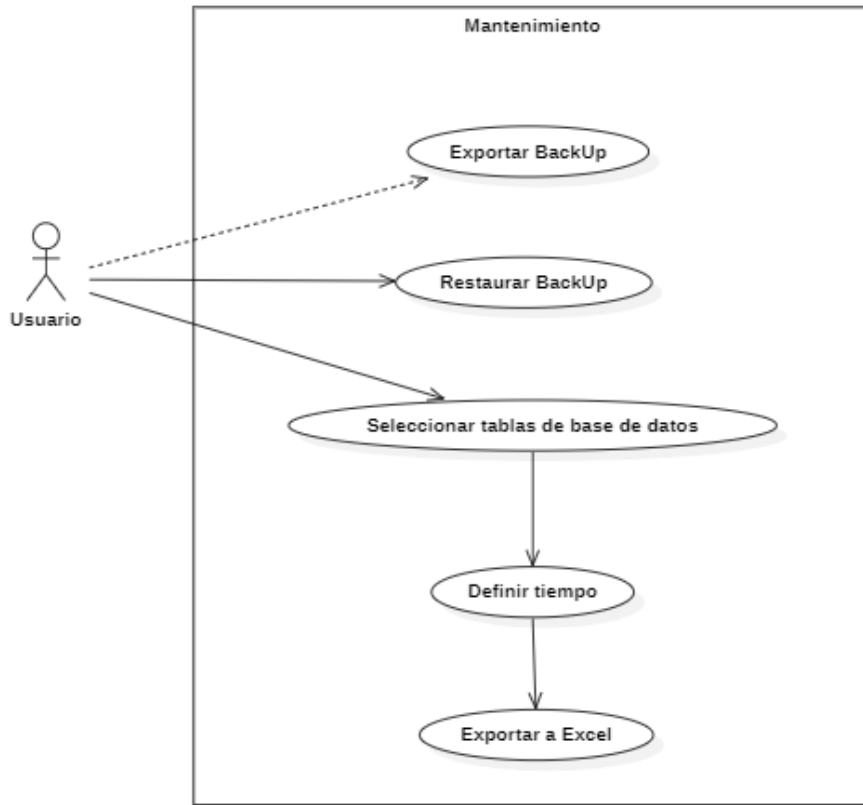 Mantenimiento
Exportar BackUp
Restaurar BackUp
Usuario
Seleccionar tablas de base de datos
Definir tiempo
Exportar a Excel